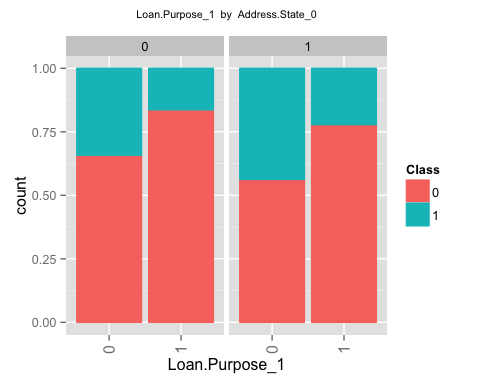 Loan.Purpose_1 by Address.State_0
0 1
1.00
0.75
0.50
0.25
0.00
count
0 1 0 1
Loan.Purpose_1
Class
0
1